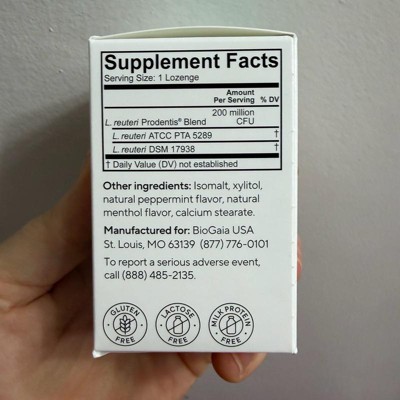 Supplement Facts
Serving Size: 1 Lozenge
Amount
Per Serving % DV
200 million
L. reuteri Prodentis® Blend CFU
L. reuteri ATCC PTA 5289 †
L. reuteri DSM 17938 †
† Daily Value (DV) not established
Other ingredients: Isomalt, xylitol,
natural peppermint flavor, natural
menthol flavor, calcium stearate.
Manufactured for: BioGaia USA
St. Louis, MO 63139 (877) 776-0101
To report a serious adverse event,
call (888) 485-2135.
GLUTEN FREE
LACTOSE FREE
MILK PROTEIN FREE